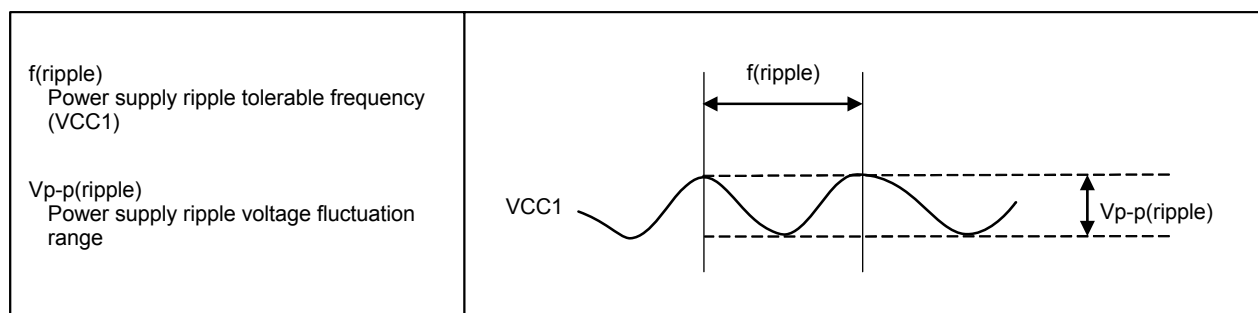 f(ripple)
Power supply ripple tolerable frequency
(VCC1)
Vp-p(ripple)
Power supply ripple voltage fluctuation
range
f(ripple)
VCC1
Vp-p(ripple)